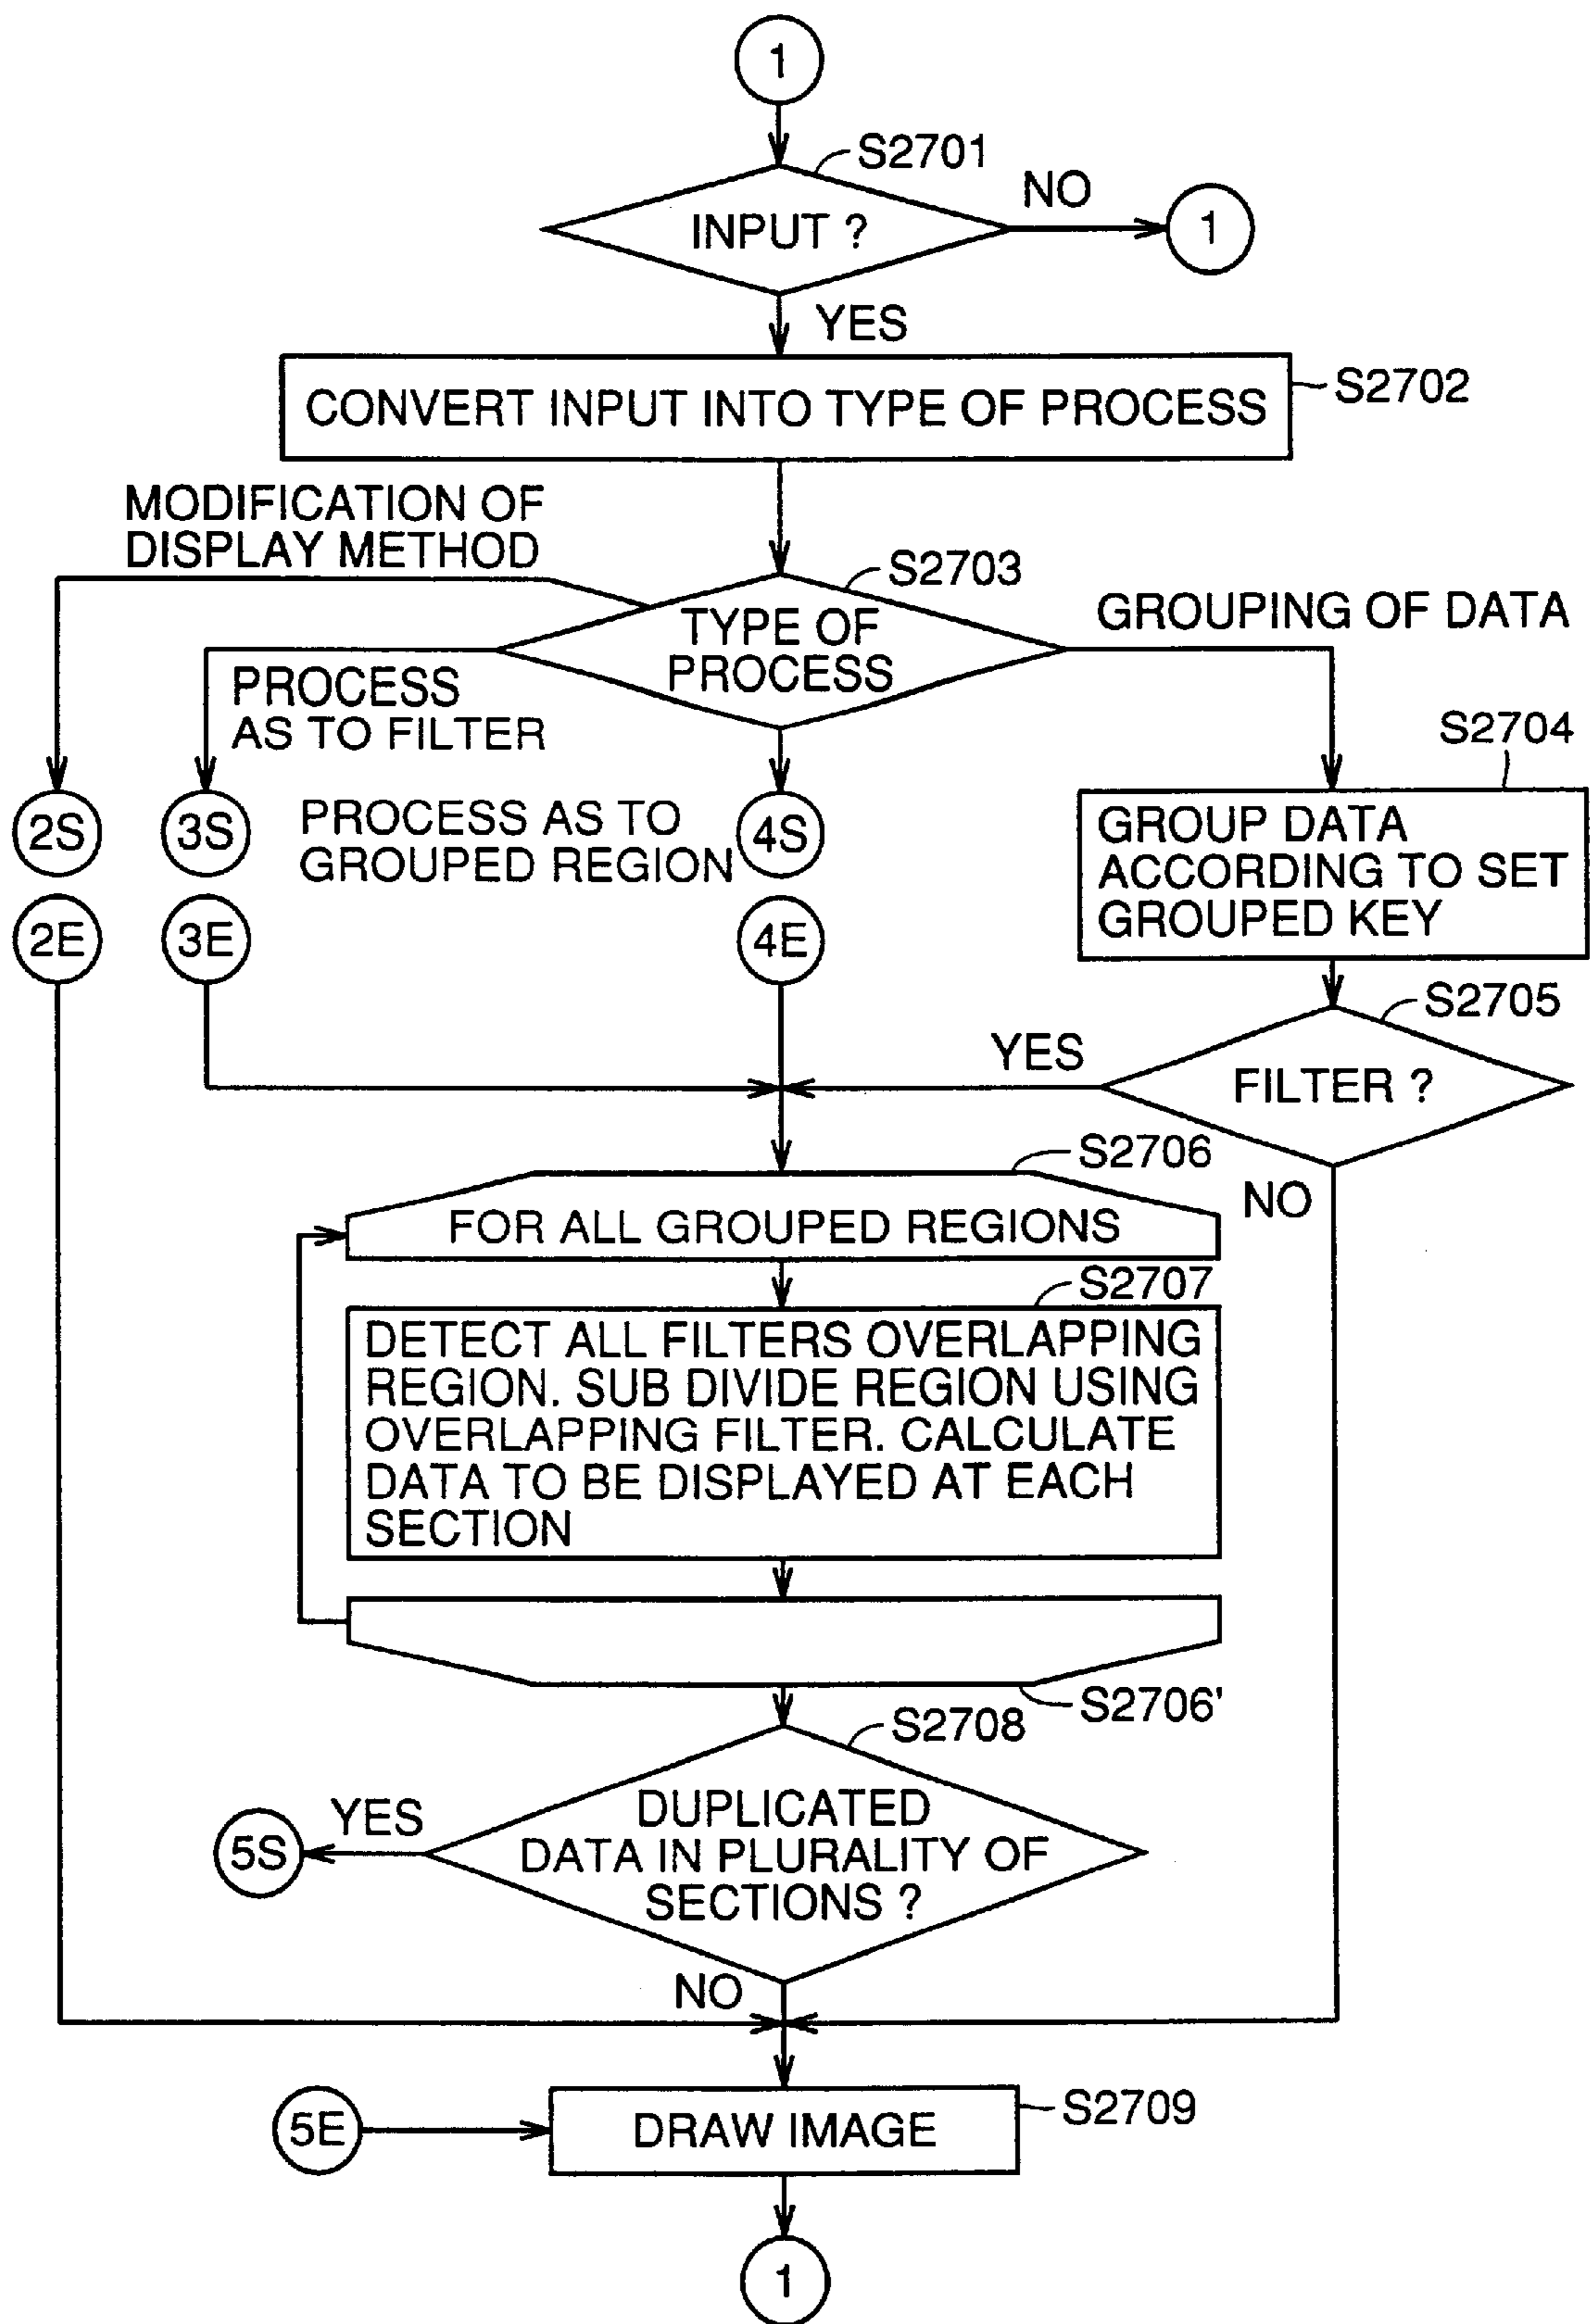 1
S2701
NO
INPUT ?
1
YES
CONVERT INPUT INTO TYPE OF PROCESS
S2702
MODIFICATION OF
DISPLAY METHOD
S2703
TYPE OF
PROCESS
GROUPING OF DATA
PROCESS
AS TO FILTER
S2704
2S
3S
PROCESS AS TO
GROUPED REGION
4S
GROUP DATA
ACCORDING TO SET
GROUPED KEY
2E
3E
4E
S2705
YES
FILTER ?
S2706
NO
FOR ALL GROUPED REGIONS
S2707
DETECT ALL FILTERS OVERLAPPING
REGION. SUB DIVIDE REGION USING
OVERLAPPING FILTER. CALCULATE
DATA TO BE DISPLAYED AT EACH
SECTION
S2706'
S2708
YES
5S
DUPLICATED
DATA IN PLURALITY OF
SECTIONS ?
NO
5E
DRAW IMAGE
S2709
1